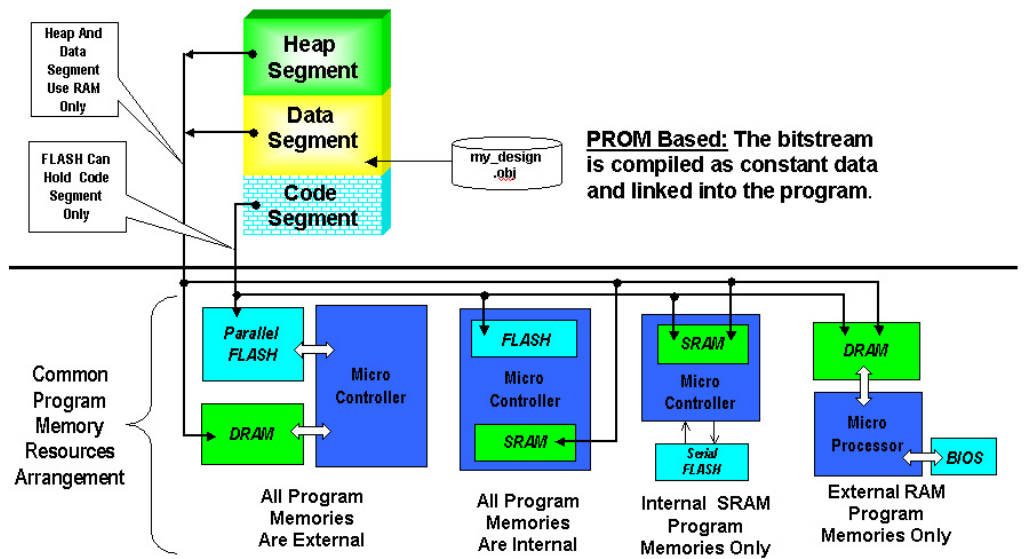 Heap And
Data
Segment
Use RAM
Only
Heap
Segment
Data
Segment
Code
Segment
FLASH Can
Hold Code
Segment
Only
my_design
.obj
PROM Based: The bitstream
is compiled as constant data
and linked into the program.
Common
Program
Memory
Resources
Arrangement
Parallel
FLASH
DRAM
Micro
Controller
All Program
Memories
Are External
FLASH
Micro
Controller
SRAM
All Program
Memories
Are Internal
SRAM
Micro
Controller
Serial
FLASH
Internal SRAM
Program
Memories Only
DRAM
Micro
Processor
BIOS
External RAM
Program
Memories Only